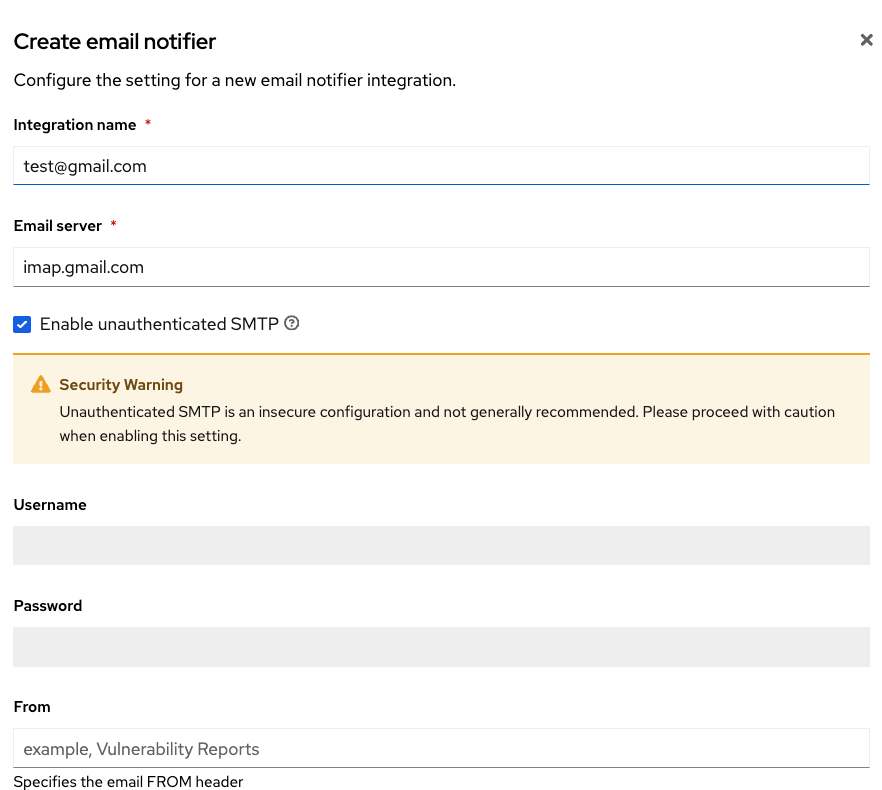 Create email notifier
Configure the setting for a new email notifier integration.
Integration name *
test@gmail.com
Email server *
imap.gmail.com
Enable unauthenticated SMTP
Security Warning
Unauthenticated SMTP is an insecure configuration and not generally recommended. Please proceed with caution
when enabling this setting.
Username
Password
From
example, Vulnerability Reports
Specifies the email FROM header